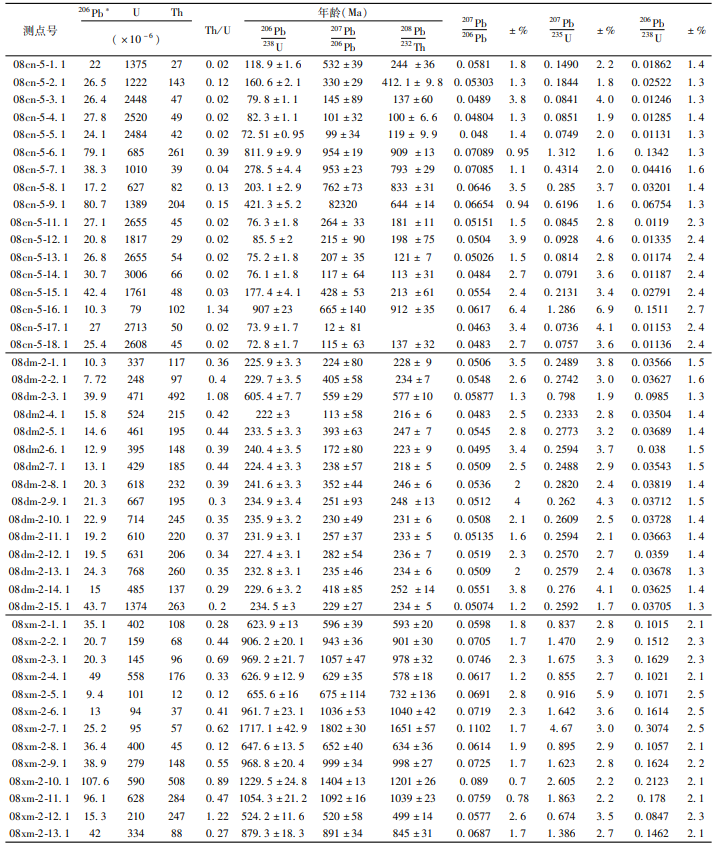 测点号 ²⁰⁶Pb* U Th Th/U 年龄(Ma) ²⁰⁷Pb/²⁰⁶Pb ±% ²⁰⁷Pb/²³⁵U ±% ²⁰⁶Pb/²³⁸U ±%
(×10⁻⁶) ²⁰⁶Pb/²³⁸U ²⁰⁷Pb/²⁰⁶Pb ²⁰⁸Pb/²³²Th
08cn-5-1.1 22 1375 27 0.02 118.9±1.6 532±39 244 ±36 0.0581 1.8 0.1490 2.2 0.01862 1.4
08cn-5-2.1 26.5 1222 143 0.12 160.6±2.1 330±29 412.1±9.8 0.05303 1.3 0.1844 1.8 0.02522 1.3
08cn-5-3.1 26.4 2448 47 0.02 79.8±1.1 145±89 137±60 0.0489 3.8 0.0841 4.0 0.01246 1.3
08cn-5-4.1 27.8 2520 49 0.02 82.3±1.1 101±32 100±6.6 0.04804 1.3 0.0851 1.9 0.01285 1.4
08cn-5-5.1 24.1 2484 42 0.02 72.51±0.95 99±34 119±9.9 0.048 1.4 0.0749 2.0 0.01131 1.3
08cn-5-6.1 79.1 685 261 0.39 811.9±9.9 954±19 909 ±13 0.07089 0.95 1.312 1.6 0.1342 1.3
08cn-5-7.1 38.3 1010 39 0.04 278.5±4.4 953±23 793 ±29 0.07085 1.1 0.4314 2.0 0.04416 1.6
08cn-5-8.1 17.2 627 82 0.13 203.1±2.9 762±73 833 ±31 0.0646 3.5 0.285 3.7 0.03201 1.4
08cn-5-9.1 80.7 1389 204 0.15 421.3±5.2 82320 644 ±14 0.06654 0.94 0.6196 1.6 0.06754 1.3
08cn-5-11.1 27.1 2655 45 0.02 76.3±1.8 264±33 181 ±11 0.05151 1.5 0.0845 2.8 0.0119 2.3
08cn-5-12.1 20.8 1817 29 0.02 85.5±2 215±90 198 ±75 0.0504 3.9 0.0928 4.6 0.01335 2.4
08cn-5-13.1 26.8 2655 54 0.02 75.2±1.8 207±35 121±7 0.05026 1.5 0.0814 2.8 0.01174 2.4
08cn-5-14.1 30.7 3006 66 0.02 76.1±1.8 117±64 113 ±31 0.0484 2.7 0.0791 3.6 0.01187 2.4
08cn-5-15.1 42.4 1761 48 0.03 177.4±4.1 428±53 213 ±61 0.0554 2.4 0.2131 3.4 0.02791 2.4
08cn-5-16.1 10.3 79 102 1.34 907±23 665±140 912 ±35 0.0617 6.4 1.286 6.9 0.1511 2.7
08cn-5-17.1 27 2713 50 0.02 73.9±1.7 12±81 0.0463 3.4 0.0736 4.1 0.01153 2.4
08cn-5-18.1 25.4 2608 45 0.02 72.8±1.7 115±63 137 ±32 0.0483 2.7 0.0757 3.6 0.01136 2.4
08dm-2-1.1 10.3 337 117 0.36 225.9±3.3 224±80 228±9 0.0506 3.5 0.2489 3.8 0.03566 1.5
08dm-2-2.1 7.72 248 97 0.4 229.7±3.5 405±58 234±7 0.0548 2.6 0.2742 3.0 0.03627 1.6
08dm-2-3.1 39.9 471 492 1.08 605.4±7.7 559±29 577±10 0.05877 1.3 0.798 1.9 0.0985 1.3
08dm2-4.1 15.8 524 215 0.42 222±3 113±58 216±6 0.0483 2.5 0.2333 2.8 0.03504 1.4
08dm2-5.1 14.6 461 195 0.44 233.5±3.3 393±63 247±7 0.0545 2.8 0.2773 3.2 0.03689 1.4
08dm2-6.1 12.9 395 148 0.39 240.4±3.5 172±80 223±9 0.0495 3.4 0.2594 3.7 0.038 1.5
08dm2-7.1 13.1 429 185 0.44 224.4±3.3 238±57 218±5 0.0509 2.5 0.2488 2.9 0.03543 1.5
08dm-2-8.1 20.3 618 232 0.39 241.6±3.3 352±44 246±6 0.0536 2 0.2820 2.4 0.03819 1.4
08dm-2-9.1 21.3 667 195 0.3 234.9±3.4 251±93 248 ±13 0.0512 4 0.262 4.3 0.03712 1.5
08dm-2-10.1 22.9 714 245 0.35 235.9±3.2 230±49 231±6 0.0508 2.1 0.2609 2.5 0.03728 1.4
08dm-2-11.1 19.2 610 220 0.37 231.9±3.1 257±37 233±5 0.05135 1.6 0.2594 2.1 0.03663 1.4
08dm-2-12.1 19.5 631 206 0.34 227.4±3.1 282±54 236±7 0.0519 2.3 0.2570 2.7 0.0359 1.4
08dm-2-13.1 24.3 768 260 0.35 232.8±3.1 235±46 234±6 0.0509 2 0.2579 2.4 0.03678 1.3
08dm-2-14.1 15 485 137 0.29 229.6±3.2 418±85 252 ±14 0.0551 3.8 0.276 4.1 0.03625 1.4
08dm-2-15.1 43.7 1374 263 0.2 234.5±3 229±27 234±5 0.05074 1.2 0.2592 1.7 0.03705 1.3
08xm-2-1.1 35.1 402 108 0.28 623.9±13 596±39 593±20 0.0598 1.8 0.837 2.8 0.1015 2.1
08xm-2-2.1 20.7 159 68 0.44 906.2±20.1 943±36 901±30 0.0705 1.7 1.470 2.9 0.1512 2.3
08xm-2-3.1 20.3 145 96 0.69 969.2±21.7 1057±47 978±32 0.0746 2.3 1.675 3.3 0.1629 2.3
08xm-2-4.1 49 558 176 0.33 626.9±12.9 629±35 578±18 0.0617 1.2 0.855 2.7 0.1021 2.1
08xm-2-5.1 9.4 101 12 0.12 655.6±16 675±114 732±136 0.0691 2.8 0.916 5.9 0.1071 2.5
08xm-2-6.1 13 94 37 0.41 961.7±23.1 1036±53 1040±42 0.0719 2.3 1.642 3.6 0.1614 2.5
08xm-2-7.1 25.2 95 57 0.62 1717.1±42.9 1802±30 1651±57 0.1102 1.7 4.67 3.0 0.3074 2.5
08xm-2-8.1 36.4 400 45 0.12 647.6±13.5 652±40 634±36 0.0614 1.9 0.895 2.9 0.1057 2.1
08xm-2-9.1 38.9 279 148 0.55 968.8±20.4 999±34 998±27 0.0725 1.7 1.623 2.8 0.1624 2.2
08xm-2-10.1 107.6 590 508 0.89 1229.5±24.8 1404±13 1201±26 0.089 0.7 2.605 2.2 0.2123 2.1
08xm-2-11.1 96.1 628 284 0.47 1054.3±21.2 1092±16 1039±23 0.0759 0.78 1.863 2.2 0.178 2.1
08xm-2-12.1 15.3 210 247 1.22 524.2±11.6 520±58 499±14 0.0577 2.6 0.674 3.5 0.0847 2.3
08xm-2-13.1 42 334 88 0.27 879.3±18.3 891±34 845±31 0.0687 1.7 1.386 2.7 0.1462 2.1